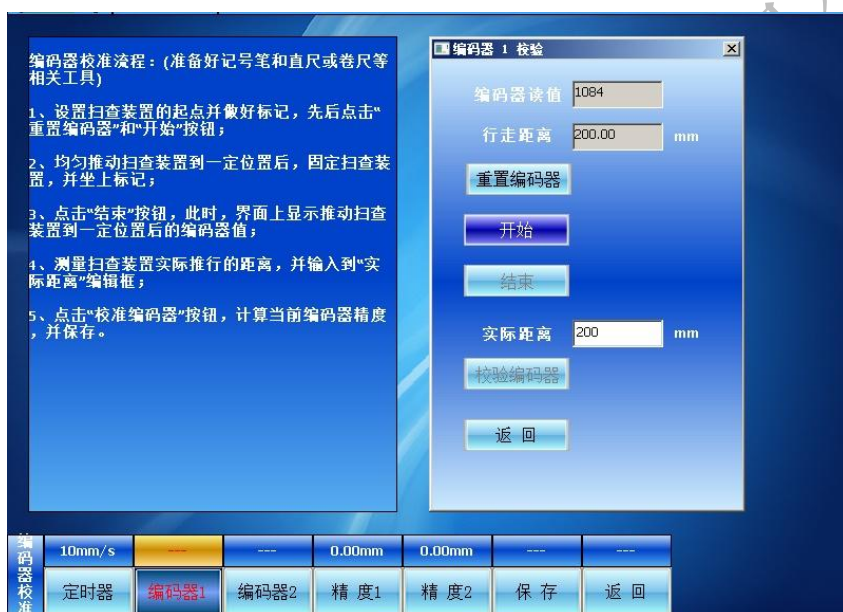 编码器校准流程：(准备好记号笔和直尺或卷尺等
相关工具)
1、设置扫查装置的起点并做好标记，先后点击“
重置编码器”和“开始”按钮；
2、均匀推动扫查装置到一定位置后，固定扫查装
置，并坐上标记；
3、点击“结束”按钮，此时，界面上显示推动扫查
装置到一定位置后的编码器值；
4、测量扫查装置实际推行的距离，并输入到“实
际距离”编辑框；
5、点击“校准编码器”按钮，计算当前编码器精度
，并保存。
编码器 1 校验
编码器读值 1084
行走距离 200.00 mm
重置编码器
开始
结束
实际距离 200 mm
校验编码器
返 回
编码器校准
10mm/s --- --- 0.00mm 0.00mm --- ---
定时器 编码器1 编码器2 精 度1 精 度2 保 存 返 回